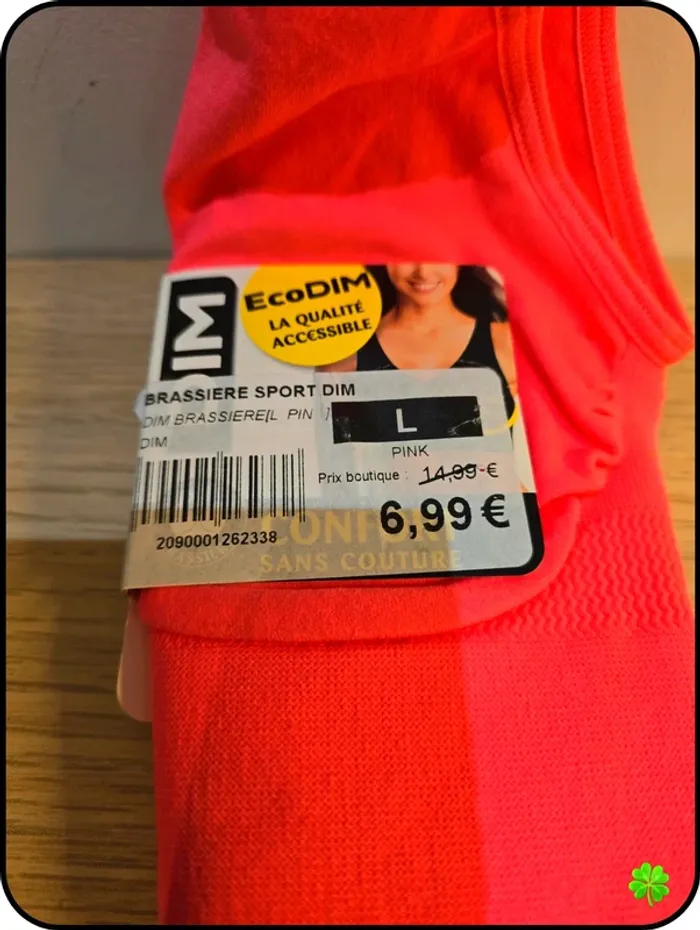 DIM
EcoDIM
LA QUALITÉ
ACCESSIBLE
BRASSIERE SPORT DIM
DIM BRASSIERE[L PIN ]
DIM
L
PINK
Prix boutique : 14,99 €
6,99 €
2090001262338
CONFORT
SANS COUTURE